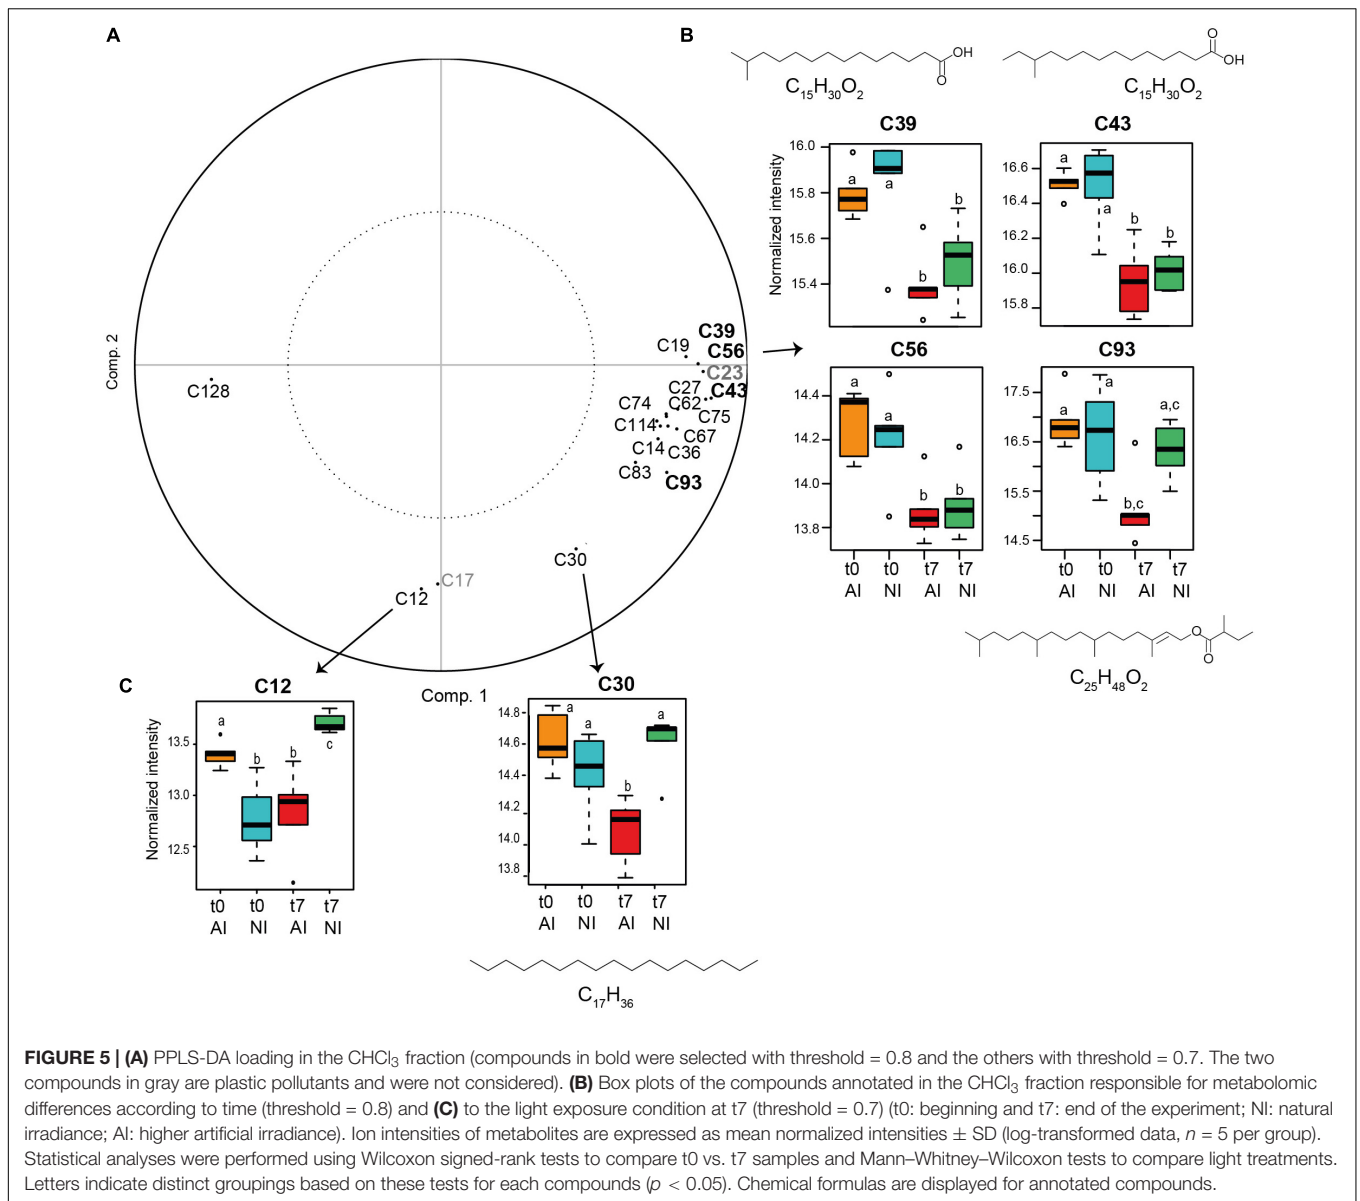 A
B
OH
O
C15H30O2
O
OH
C15H30O2
C39
C43
Normalized intensity
16.0
15.8
15.6
15.4
a
a
b
b
16.6
16.4
16.2
16.0
15.8
a
a
b
b
Comp. 2
C39
C19
C56
C23
C27
C43
C74
C62
C75
C114
C67
C14
C36
C83
C93
C128
C30
C17
C12
Comp. 1
C56
C93
14.4
14.2
14.0
13.8
a
a
b
b
t0 t0 t7 t7
AI NI AI NI
17.5
16.5
15.5
14.5
a
a
b,c
a,c
t0 t0 t7 t7
AI NI AI NI
O
O
C25H48O2
C
C12
C30
Normalized intensity
13.5
13.0
12.5
a
b
b
c
t0 t0 t7 t7
AI NI AI NI
14.8
14.6
14.4
14.2
14.0
13.8
a
a
b
a
t0 t0 t7 t7
AI NI AI NI
C17H36
FIGURE 5 | (A) PPLS-DA loading in the CHCl3 fraction (compounds in bold were selected with threshold = 0.8 and the others with threshold = 0.7. The two
compounds in gray are plastic pollutants and were not considered). (B) Box plots of the compounds annotated in the CHCl3 fraction responsible for metabolomic
differences according to time (threshold = 0.8) and (C) to the light exposure condition at t7 (threshold = 0.7) (t0: beginning and t7: end of the experiment; NI: natural
irradiance; AI: higher artificial irradiance). Ion intensities of metabolites are expressed as mean normalized intensities ± SD (log-transformed data, n = 5 per group).
Statistical analyses were performed using Wilcoxon signed-rank tests to compare t0 vs. t7 samples and Mann–Whitney–Wilcoxon tests to compare light treatments.
Letters indicate distinct groupings based on these tests for each compounds (p < 0.05). Chemical formulas are displayed for annotated compounds.